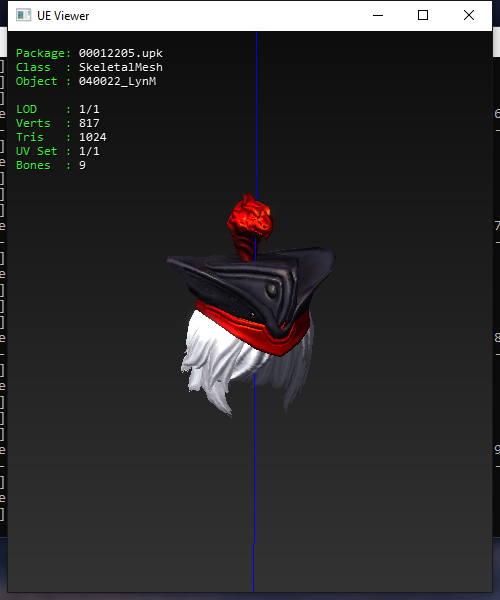 UE Viewer
Package: 00012205.upk
Class : SkeletalMesh
Object : 040022_LynM
LOD : 1/1
Verts : 817
Tris : 1024
UV Set : 1/1
Bones : 9